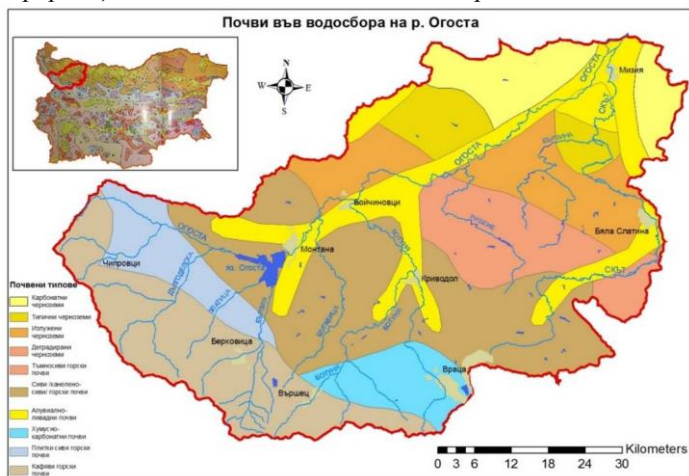 Почви във водосбора на р. Огоста
N
W E
S
Мизия
ОГОСТА
СКЪТ
ОГОСТА
Бойчиновци
Бяла Слатина
ОГОСТА
Монтана
СКЪТ
Чипровци
яз. Огоста
Криводол
БОТУНЯ
Берковица
БОТУНЯ
Враца
Вършец
Почвени типове
Карбонатни
черноземи
Типични черноземи
Излужени
черноземи
Деградирани
черноземи
Тъмносиви горски
почви
Сиви /канелено-
сиви/ горски почви
Алувиално-
ливадни почви
Хумусно-
карбонатни почви
Плитки сиви горски
почви
Кафяви горски
почви
Kilometers
0 3 6 12 18 24 30